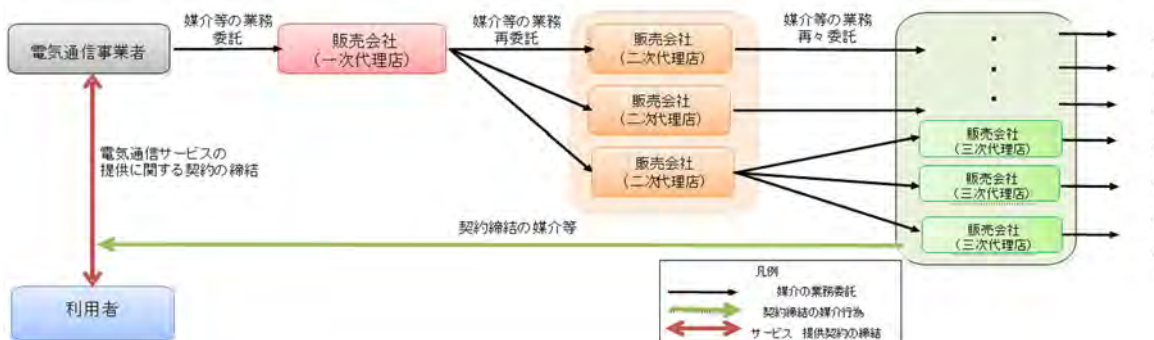 媒介等の業務
委託
媒介等の業務
再委託
媒介等の業務
再々委託
電気通信事業者
販売会社
(一次代理店)
販売会社
(二次代理店)
販売会社
(二次代理店)
販売会社
(二次代理店)
販売会社
(三次代理店)
販売会社
(三次代理店)
販売会社
(三次代理店)
電気通信サービスの
提供に関する契約の締結
契約締結の媒介等
利用者
凡例
媒介の業務委託
契約締結の媒介行為
サービス 提供契約の締結